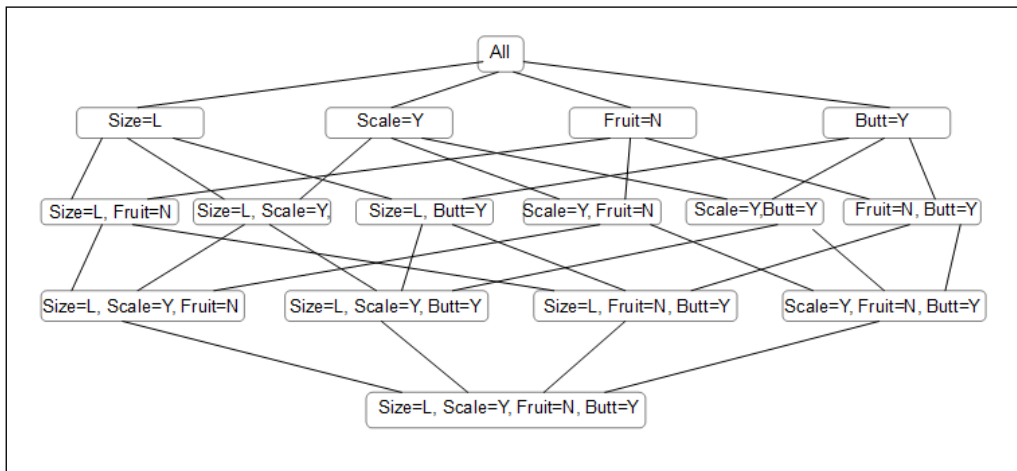 All
Size=L
Scale=Y
Fruit=N
Butt=Y
Size=L, Fruit=N
Size=L, Scale=Y,
Size=L, Butt=Y
Scale=Y, Fruit=N
Scale=Y,Butt=Y
Fruit=N, Butt=Y
Size=L, Scale=Y, Fruit=N
Size=L, Scale=Y, Butt=Y
Size=L, Fruit=N, Butt=Y
Scale=Y, Fruit=N, Butt=Y
Size=L, Scale=Y, Fruit=N, Butt=Y